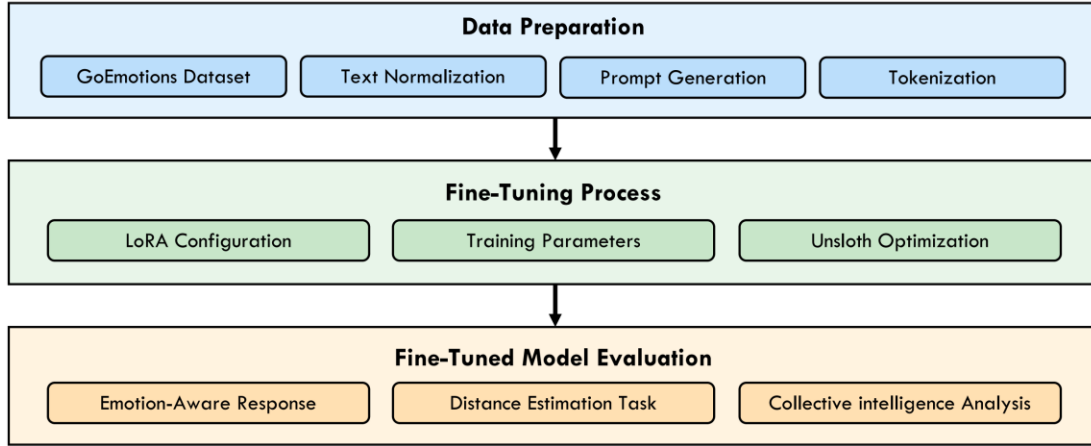 Data Preparation
GoEmotions Dataset
Text Normalization
Prompt Generation
Tokenization
Fine-Tuning Process
LoRA Configuration
Training Parameters
Unsloth Optimization
Fine-Tuned Model Evaluation
Emotion-Aware Response
Distance Estimation Task
Collective intelligence Analysis